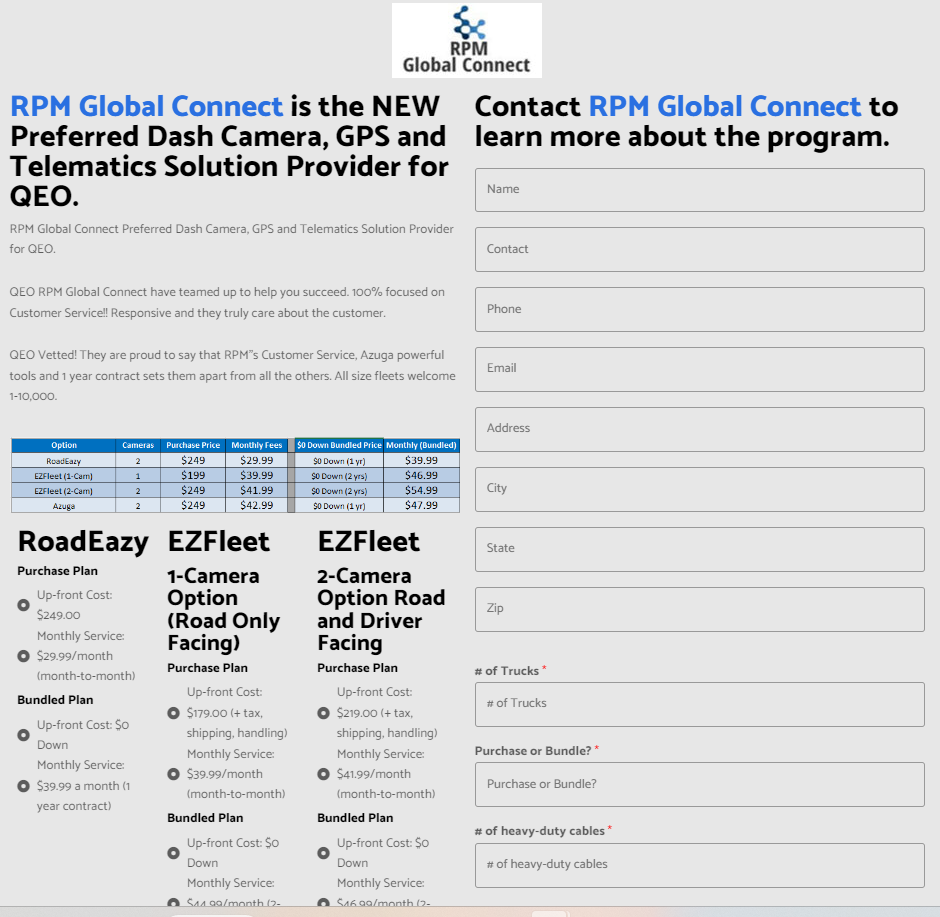 RPM
Global Connect
RPM Global Connect is the NEW
Preferred Dash Camera, GPS and
Telematics Solution Provider for
QEO.
RPM Global Connect Preferred Dash Camera, GPS and Telematics Solution Provider
for QEO.
QEO RPM Global Connect have teamed up to help you succeed. 100% focused on
Customer Service!! Responsive and they truly care about the customer.
QEO Vetted! They are proud to say that RPM"s Customer Service, Azuga powerful
tools and 1 year contract sets them apart from all the others. All size fleets welcome
1-10,000.
Option Cameras Purchase Price Monthly Fees $0 Down Bundled Price Monthly (Bundled)
RoadEazy 2 $249 $29.99 $0 Down (1 yr) $39.99
EZFleet (1-Cam) 1 $199 $39.99 $0 Down (2 yrs) $46.99
EZFleet (2-Cam) 2 $249 $41.99 $0 Down (2 yrs) $54.99
Azuga 2 $249 $42.99 $0 Down (1 yr) $47.99
RoadEazy
Purchase Plan
Up-front Cost:
$249.00
Monthly Service:
$29.99/month
(month-to-month)
Bundled Plan
Up-front Cost: $0
Down
Monthly Service:
$39.99 a month (1
year contract)
EZFleet
1-Camera
Option
(Road Only
Facing)
Purchase Plan
Up-front Cost:
$179.00 (+ tax,
shipping, handling)
Monthly Service:
$39.99/month
(month-to-month)
Bundled Plan
Up-front Cost: $0
Down
Monthly Service:
$44.99/month (2-
EZFleet
2-Camera
Option Road
and Driver
Facing
Purchase Plan
Up-front Cost:
$219.00 (+ tax,
shipping, handling)
Monthly Service:
$41.99/month
(month-to-month)
Bundled Plan
Up-front Cost: $0
Down
Monthly Service:
$46.99/month (2-
Contact RPM Global Connect to
learn more about the program.
Name
Contact
Phone
Email
Address
City
State
Zip
# of Trucks *
# of Trucks
Purchase or Bundle? *
Purchase or Bundle?
# of heavy-duty cables *
# of heavy-duty cables